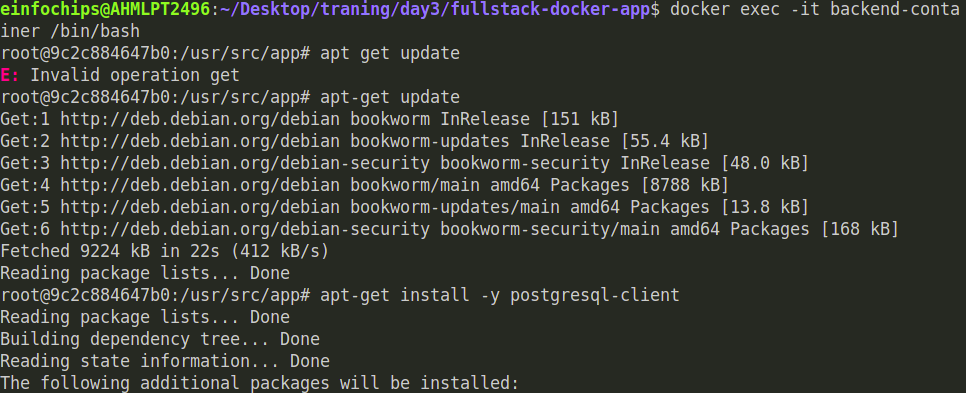 einfochips@AHMLPT2496:~/Desktop/traning/day3/fullstack-docker-app$ docker exec -it backend-conta
iner /bin/bash
root@9c2c884647b0:/usr/src/app# apt get update
E: Invalid operation get
root@9c2c884647b0:/usr/src/app# apt-get update
Get:1 http://deb.debian.org/debian bookworm InRelease [151 kB]
Get:2 http://deb.debian.org/debian bookworm-updates InRelease [55.4 kB]
Get:3 http://deb.debian.org/debian-security bookworm-security InRelease [48.0 kB]
Get:4 http://deb.debian.org/debian bookworm/main amd64 Packages [8788 kB]
Get:5 http://deb.debian.org/debian bookworm-updates/main amd64 Packages [13.8 kB]
Get:6 http://deb.debian.org/debian-security bookworm-security/main amd64 Packages [168 kB]
Fetched 9224 kB in 22s (412 kB/s)
Reading package lists... Done
root@9c2c884647b0:/usr/src/app# apt-get install -y postgresql-client
Reading package lists... Done
Building dependency tree... Done
Reading state information... Done
The following additional packages will be installed: